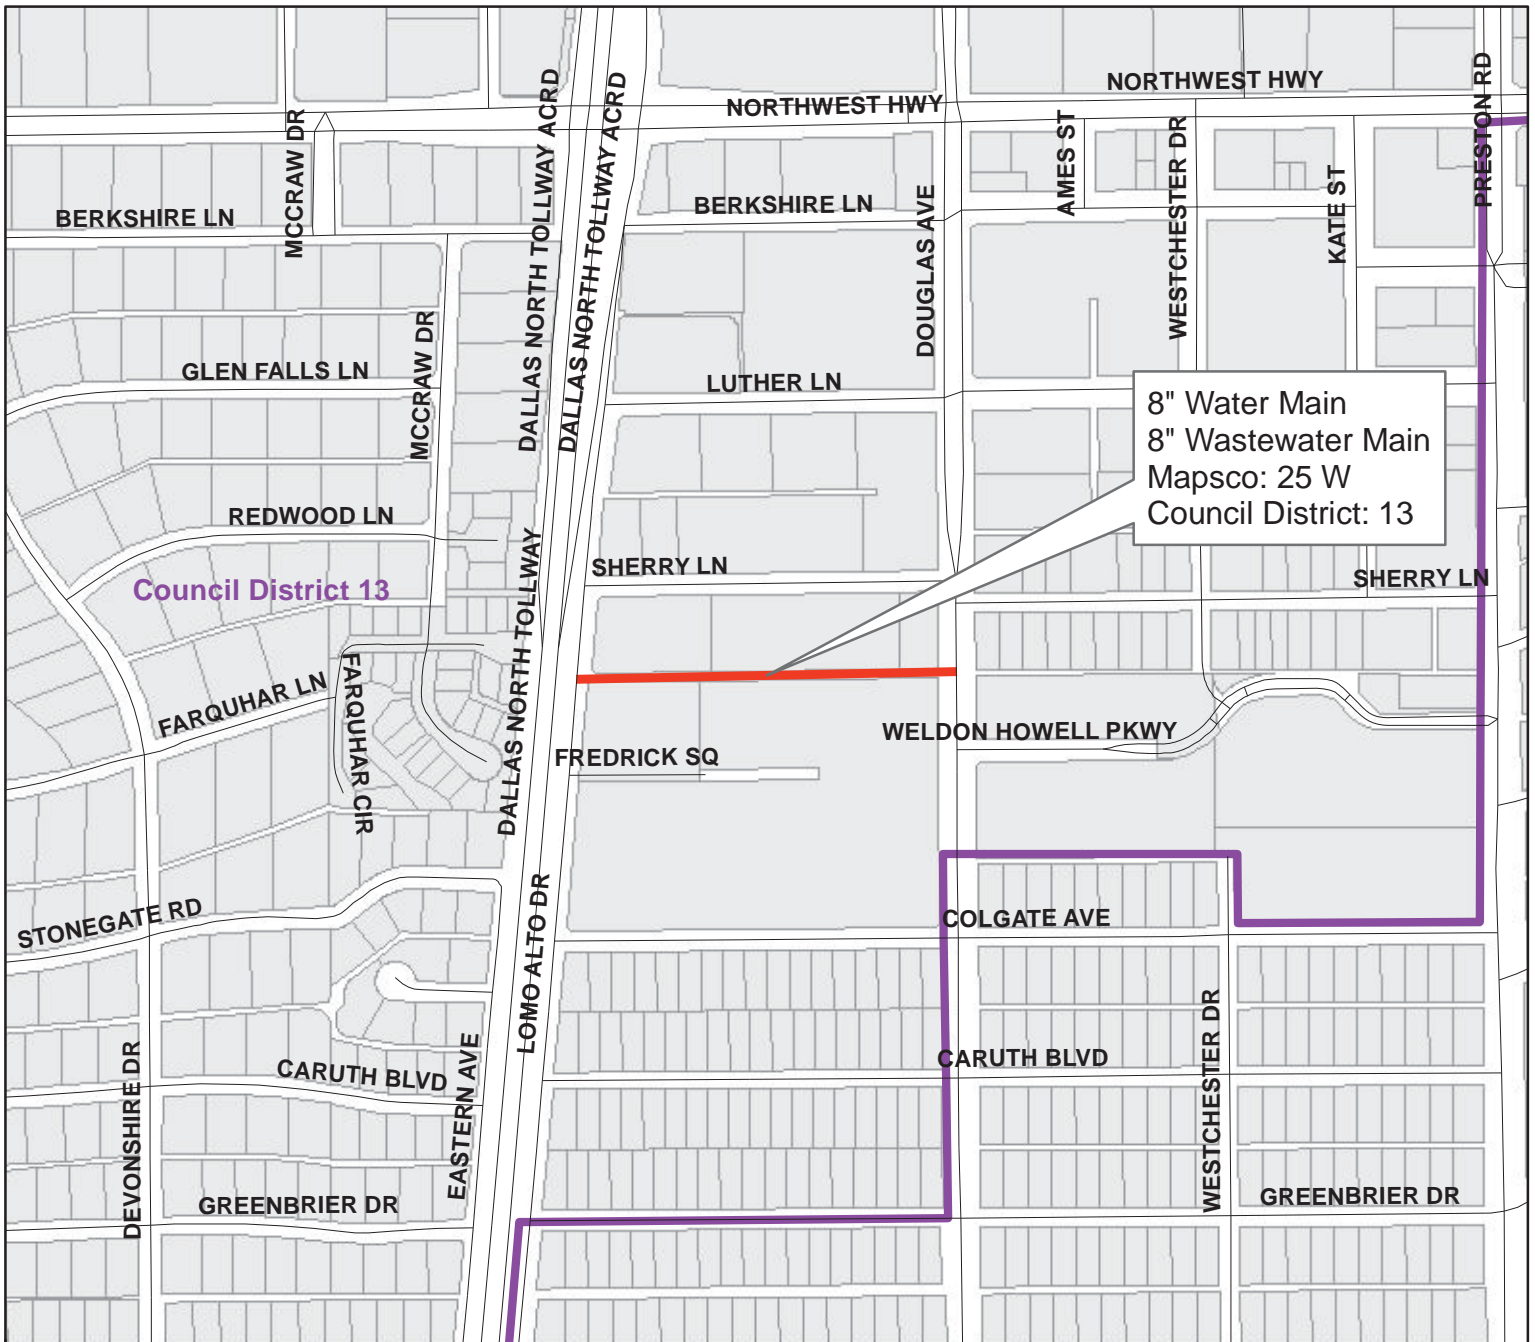 NORTHWEST HWY
NORTHWEST HWY
PRESTON RD
MCCRAW DR
DALLAS NORTH TOLLWAY ACRD
DALLAS NORTH TOLLWAY ACRD
AMES ST
WESTCHESTER DR
KATE ST
BERKSHIRE LN
BERKSHIRE LN
DOUGLAS AVE
MCCRAW DR
GLEN FALLS LN
LUTHER LN
8" Water Main
8" Wastewater Main
Mapsco: 25 W
Council District: 13
REDWOOD LN
SHERRY LN
SHERRY LN
Council District 13
DALLAS NORTH TOLLWAY
FARQUHAR LN
FARQUHAR CIR
WELDON HOWELL PKWY
FREDRICK SQ
STONEGATE RD
LOMO ALTO DR
COLGATE AVE
DEVONSHIRE DR
CARUTH BLVD
CARUTH BLVD
EASTERN AVE
WESTCHESTER DR
GREENBRIER DR
GREENBRIER DR